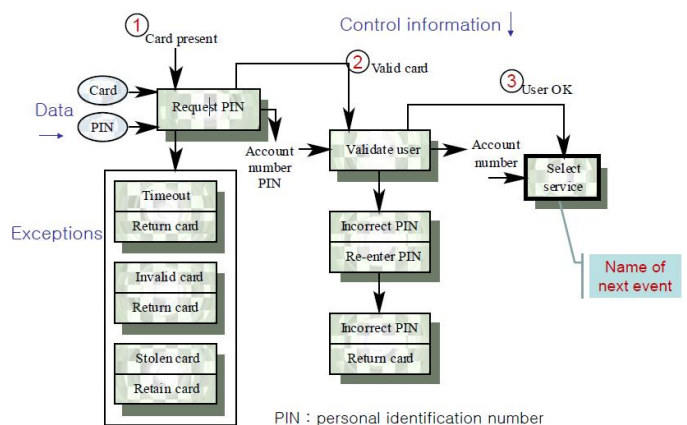 1
Card present
Control information
2
Valid card
3
User OK
Card
Data
PIN
Request PIN
Account
number
PIN
Validate user
Account
number
Select
service
Exceptions
Timeout
Return card
Invalid card
Return card
Stolen card
Retain card
Incorrect PIN
Re-enter PIN
Incorrect PIN
Return card
Name of
next event
PIN : personal identification number